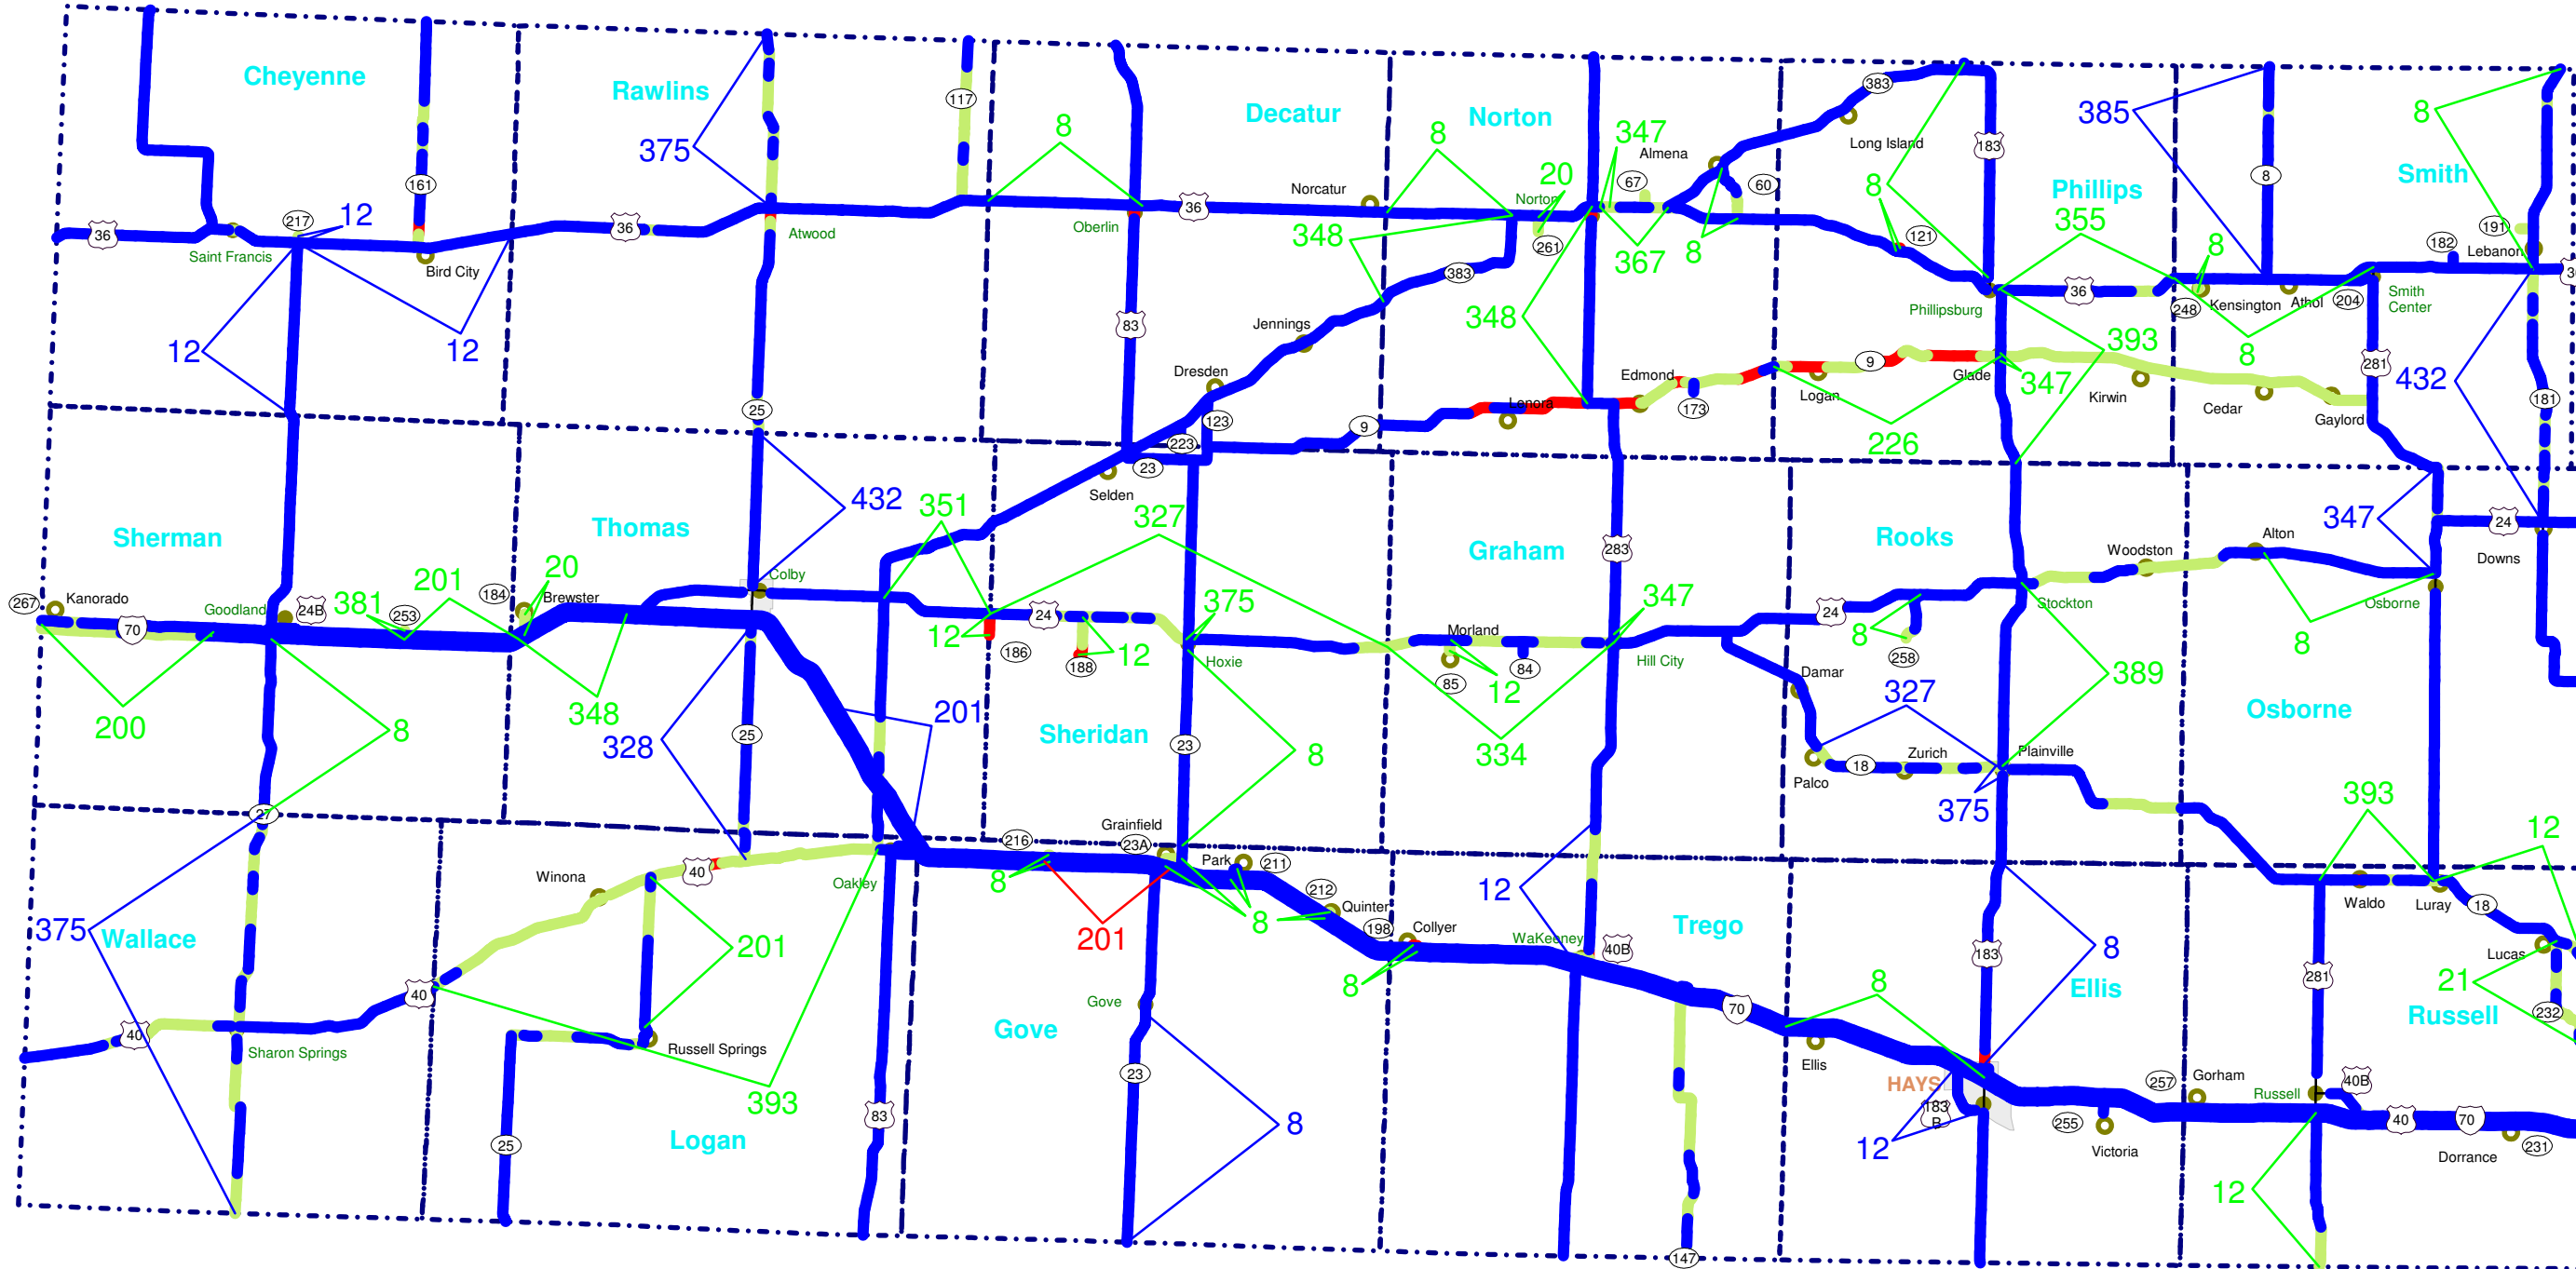 Cheyenne
Rawlins
Decatur
Norton
Phillips
Smith
117
383
Long Island
183
385
8
8
375
8
8
347
Almena
67
60
20
8
8
355
161
217
12
36
Saint Francis
Bird City
36
Atwood
Oberlin
36
Norcatur
Norton
261
348
383
367
8
121
8
191
182
Lebanon
36
248
Kensington
Athol
204
Smith
Center
Phillipsburg
12
12
83
Jennings
348
393
8
281
432
Dresden
Edmond
9
Glade
347
Logan
Kirwin
Cedar
Gaylord
181
25
123
223
9
Lenora
173
226
23
Selden
Sherman
Thomas
432
351
327
Graham
283
Rooks
347
24
Downs
Alton
Woodston
267
Kanorado
Goodland
24B
381
253
201
184
20
Brewster
Colby
24
375
347
24
Stockton
Osborne
12
186
188
12
Hoxie
Morland
85
12
84
Hill City
8
258
8
70
200
8
348
328
25
201
Sheridan
23
8
334
Damar
327
389
Osborne
Palco
18
Zurich
Plainville
375
393
12
27
216
Grainfield
23A
Park
211
Winona
40
Oakley
8
212
Quinter
8
198
Collyer
12
WaKeeney
40B
Trego
Waldo
Luray
18
Lucas
375
Wallace
201
201
8
70
8
183
8
Ellis
281
21
Russell
232
40
40
Sharon Springs
Russell Springs
Gove
Gove
23
Ellis
HAYS
183
B
12
255
Victoria
257
Gorham
Russell
40B
40
70
Dorrance
231
393
Logan
83
25
8
147
12